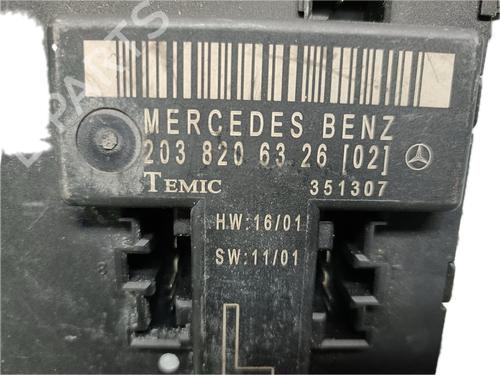 MERCEDES BENZ
203 820 63 26 [02]
TEMIC 351307
HW:16/01
SW:11/01
L